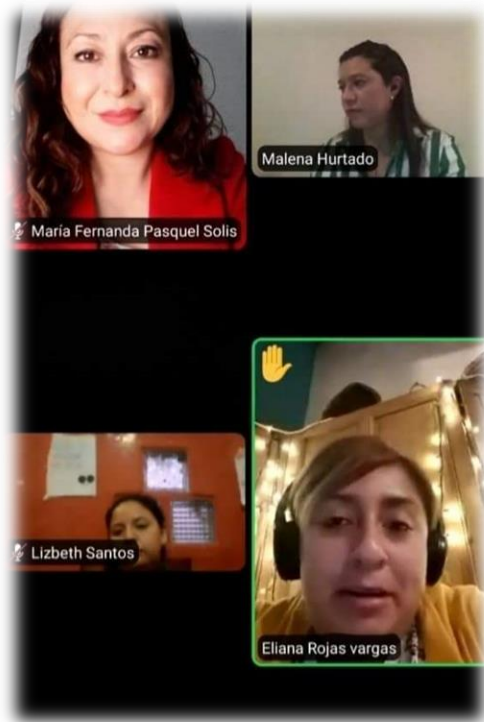 Malena Hurtado
María Fernanda Pasquel Solis
Lizbeth Santos
Eliana Rojas vargas